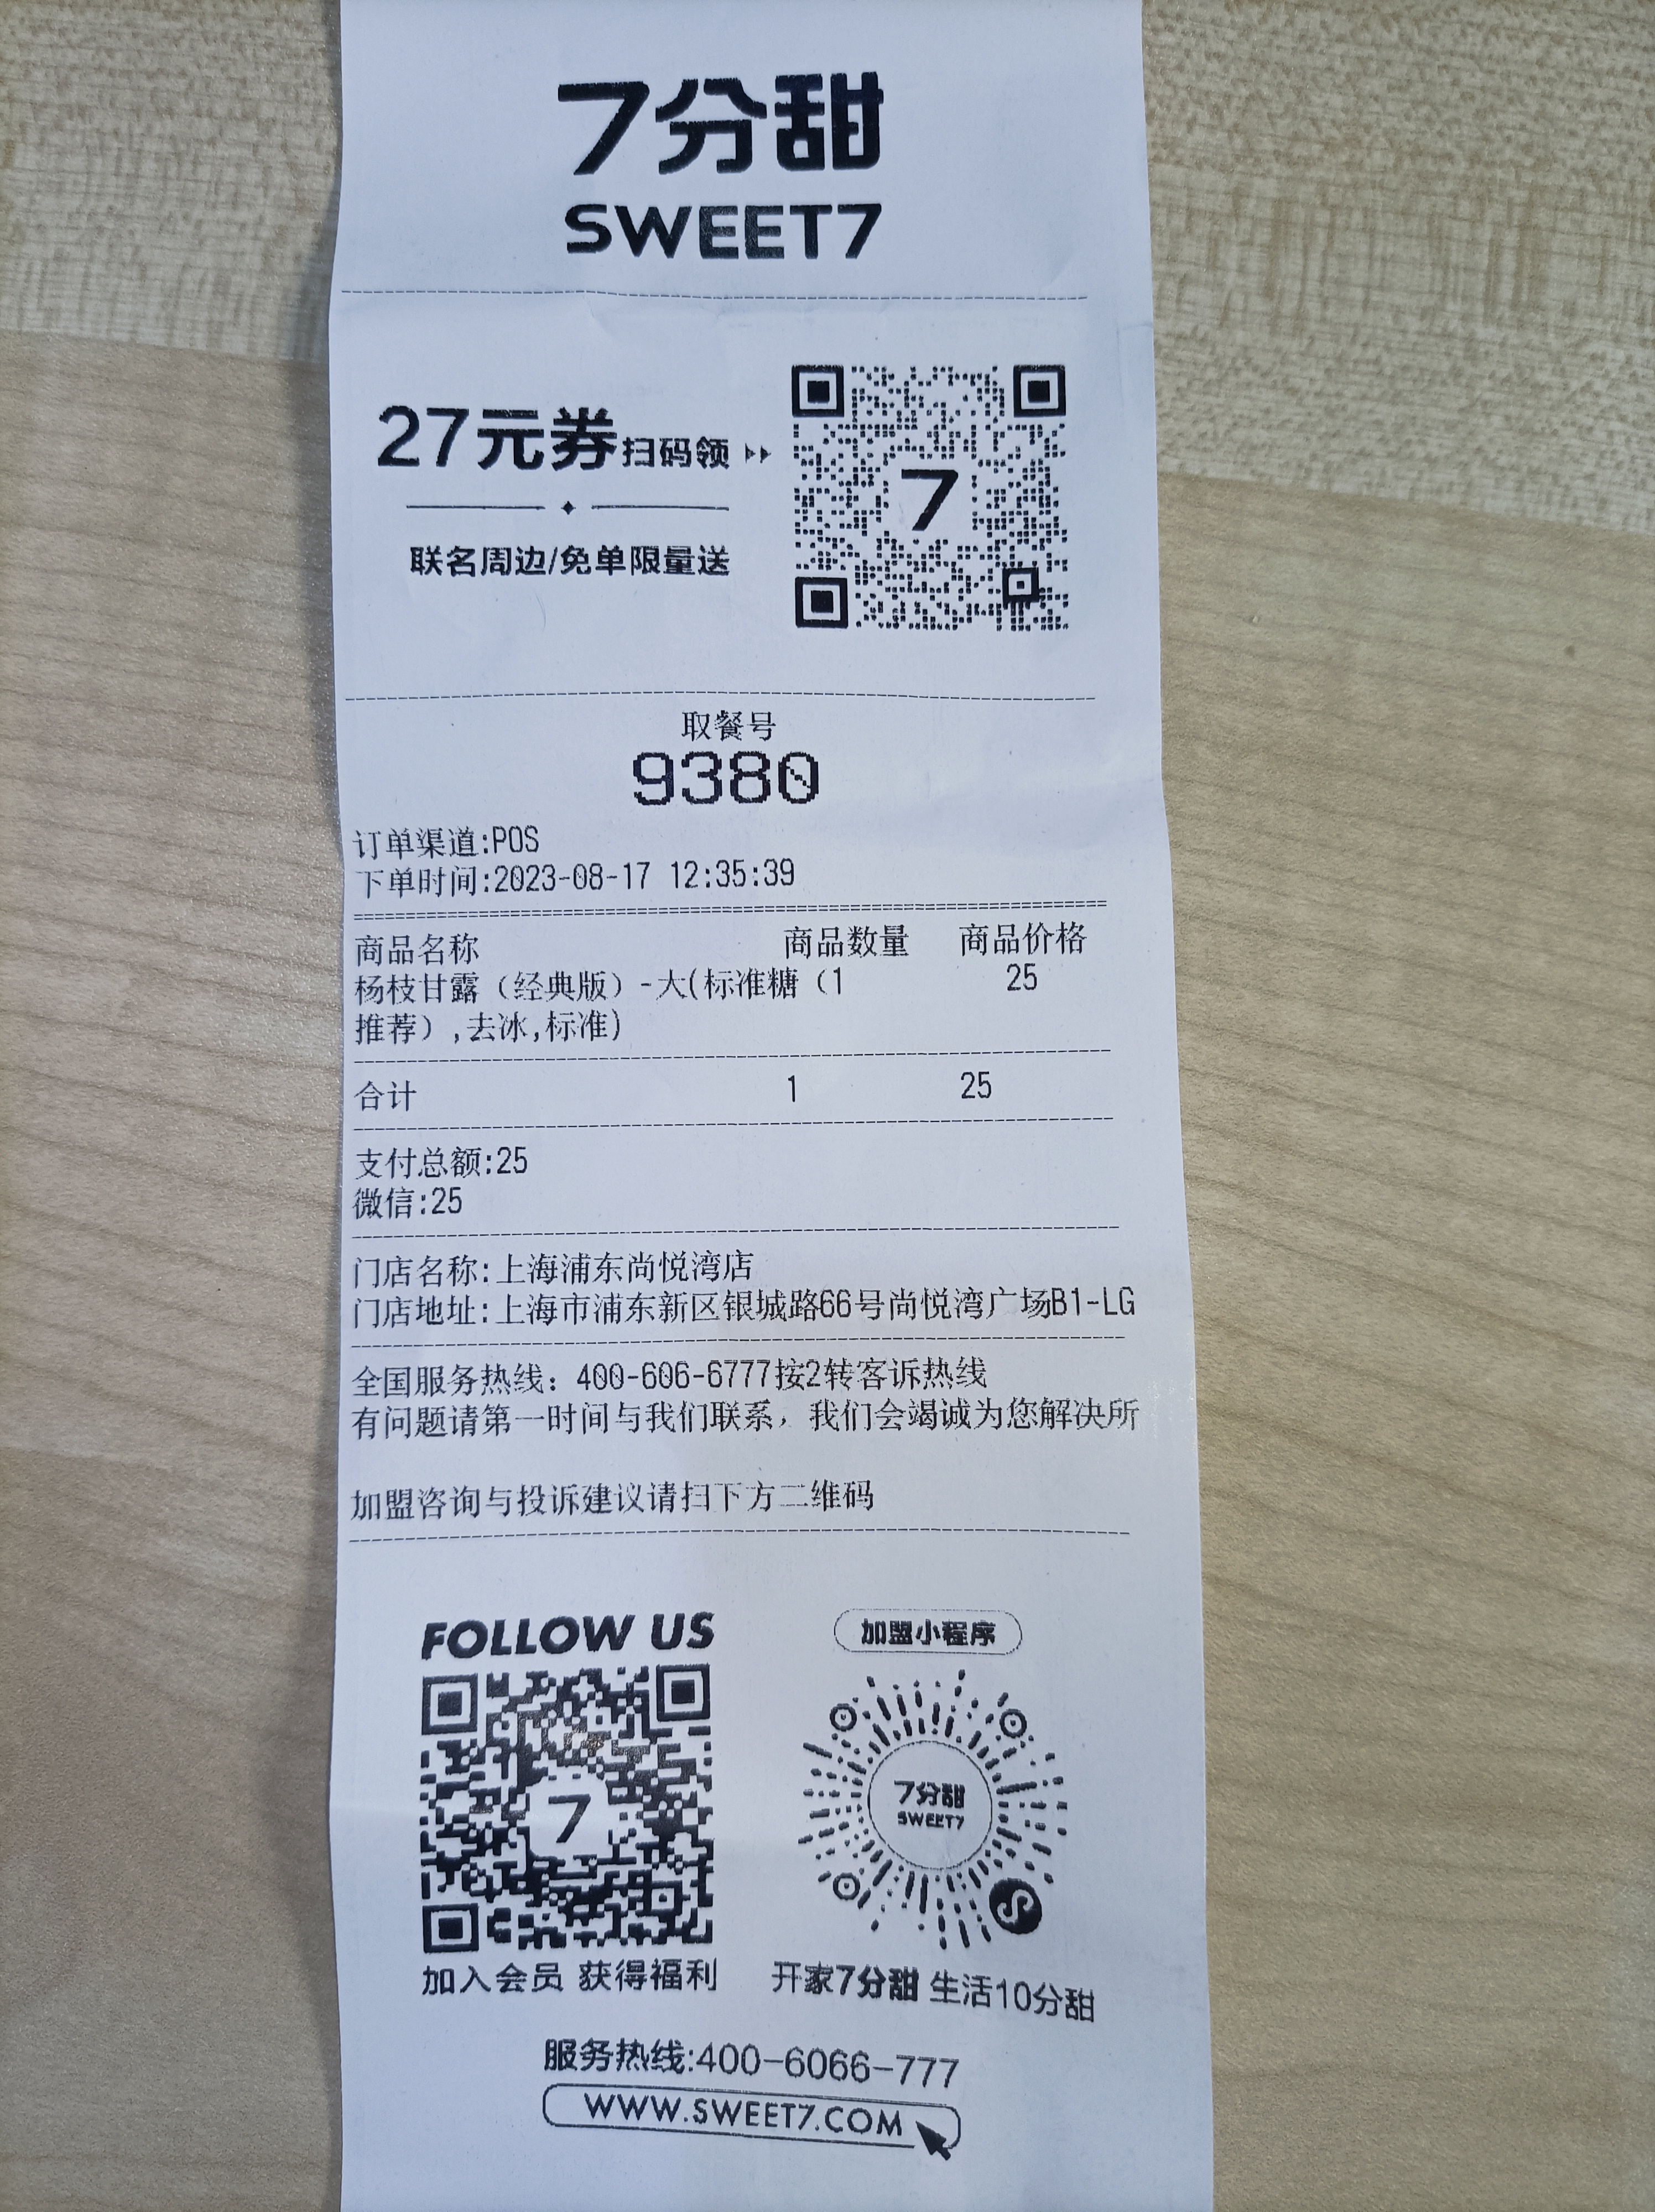 7分甜
SWEET7
27元券扫码领
联名周边/免单限量送
7
取餐号
9380
订单渠道:POS
下单时间:2023-08-17 12:35:39
商品名称 商品数量 商品价格
杨枝甘露（经典版）-大(标准糖（1 25
推荐）,去冰,标准)
合计 1 25
支付总额:25
微信:25
门店名称:上海浦东尚悦湾店
门店地址:上海市浦东新区银城路66号尚悦湾广场B1-LG
全国服务热线：400-606-6777按2转客诉热线
有问题请第一时间与我们联系，我们会竭诚为您解决所
加盟咨询与投诉建议请扫下方二维码
FOLLOW US
7
加入会员 获得福利
加盟小程序
7分甜
SWEET7
开家7分甜 生活10分甜
服务热线:400-6066-777
WWW.SWEET7.COM